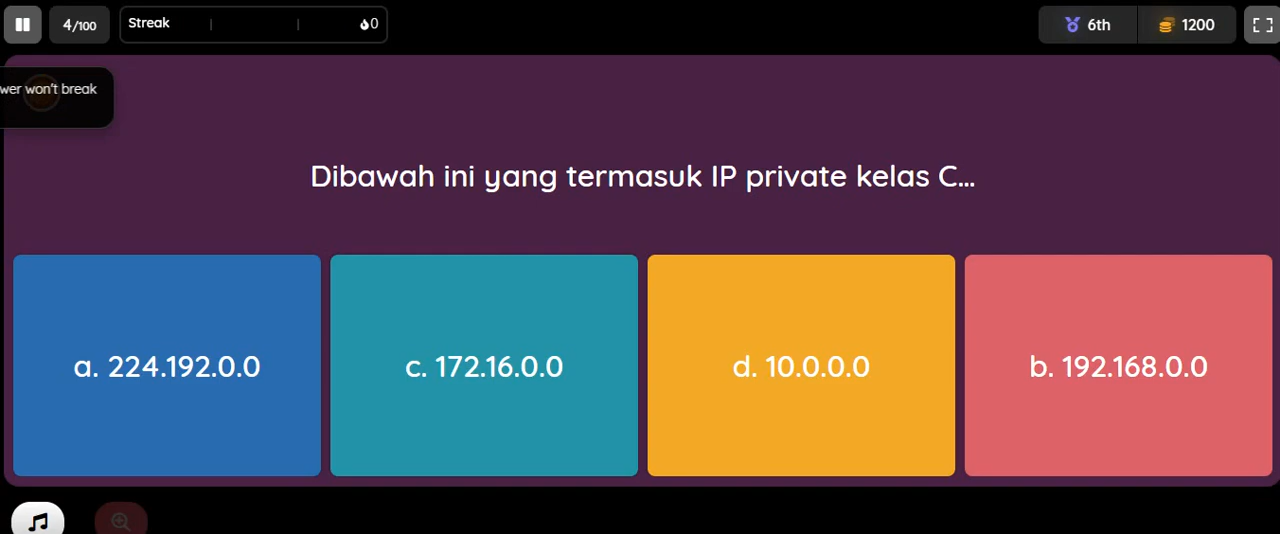 4/100
Streak
0
6th
1200
wer won't break
Dibawah ini yang termasuk IP private kelas C...
a. 224.192.0.0
c. 172.16.0.0
d. 10.0.0.0
b. 192.168.0.0